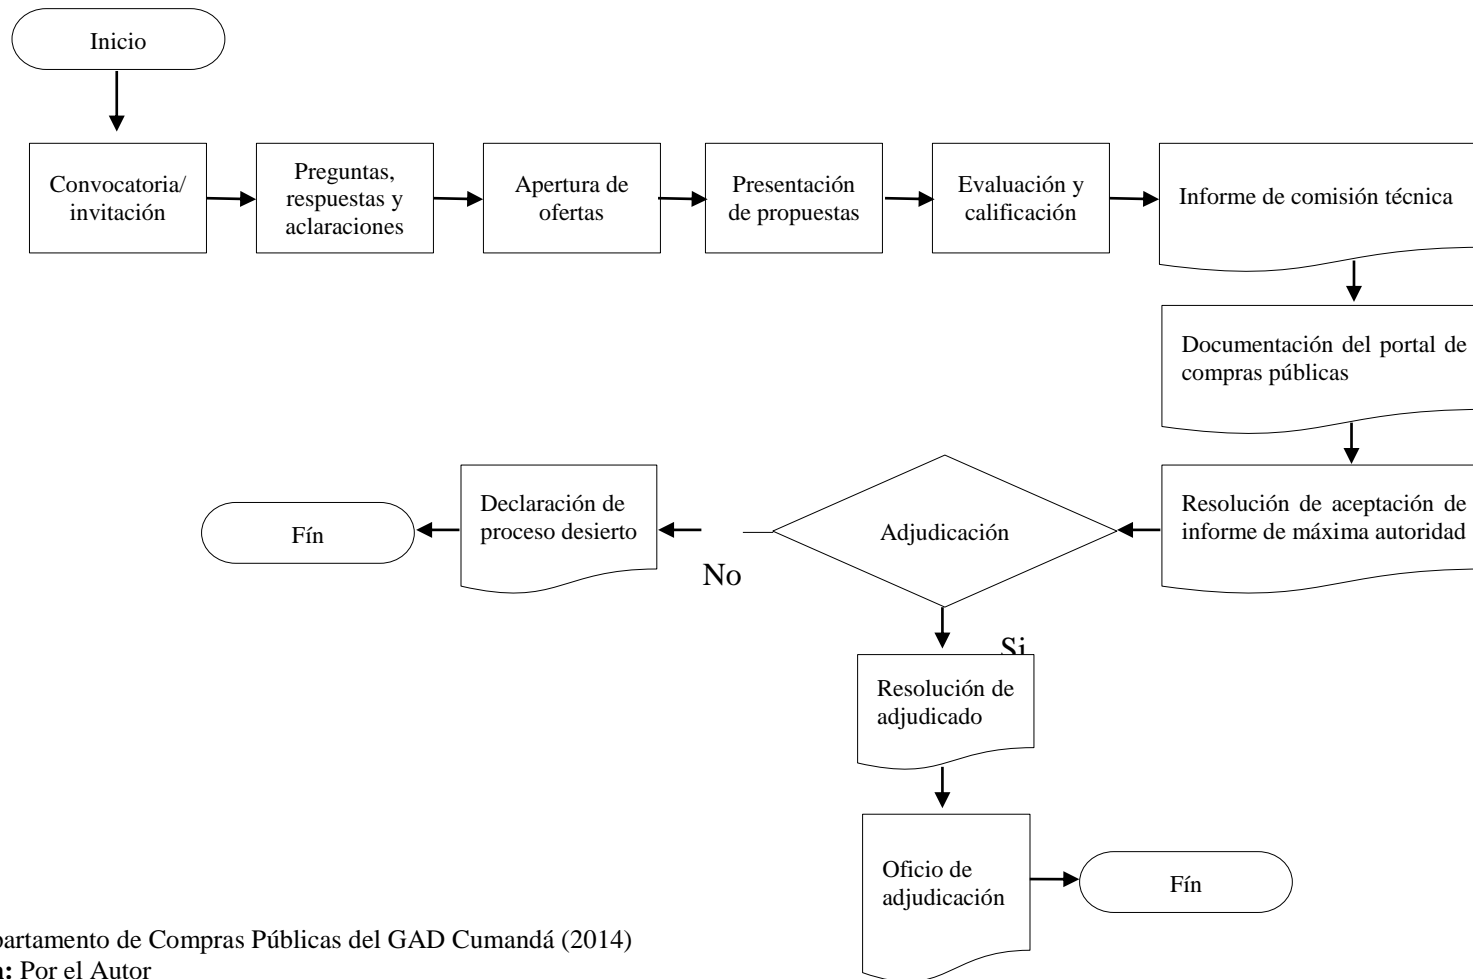 Inicio
Convocatoria/
invitación
Preguntas,
respuestas y
aclaraciones
Apertura de
ofertas
Presentación
de propuestas
Evaluación y
calificación
Informe de comisión técnica
Documentación del portal de
compras públicas
Resolución de aceptación de
informe de máxima autoridad
Adjudicación
No
Declaración de
proceso desierto
Fín
Si
Resolución de
adjudicado
Oficio de
adjudicación
Fín
partamento de Compras Públicas del GAD Cumandá (2014)
: Por el Autor